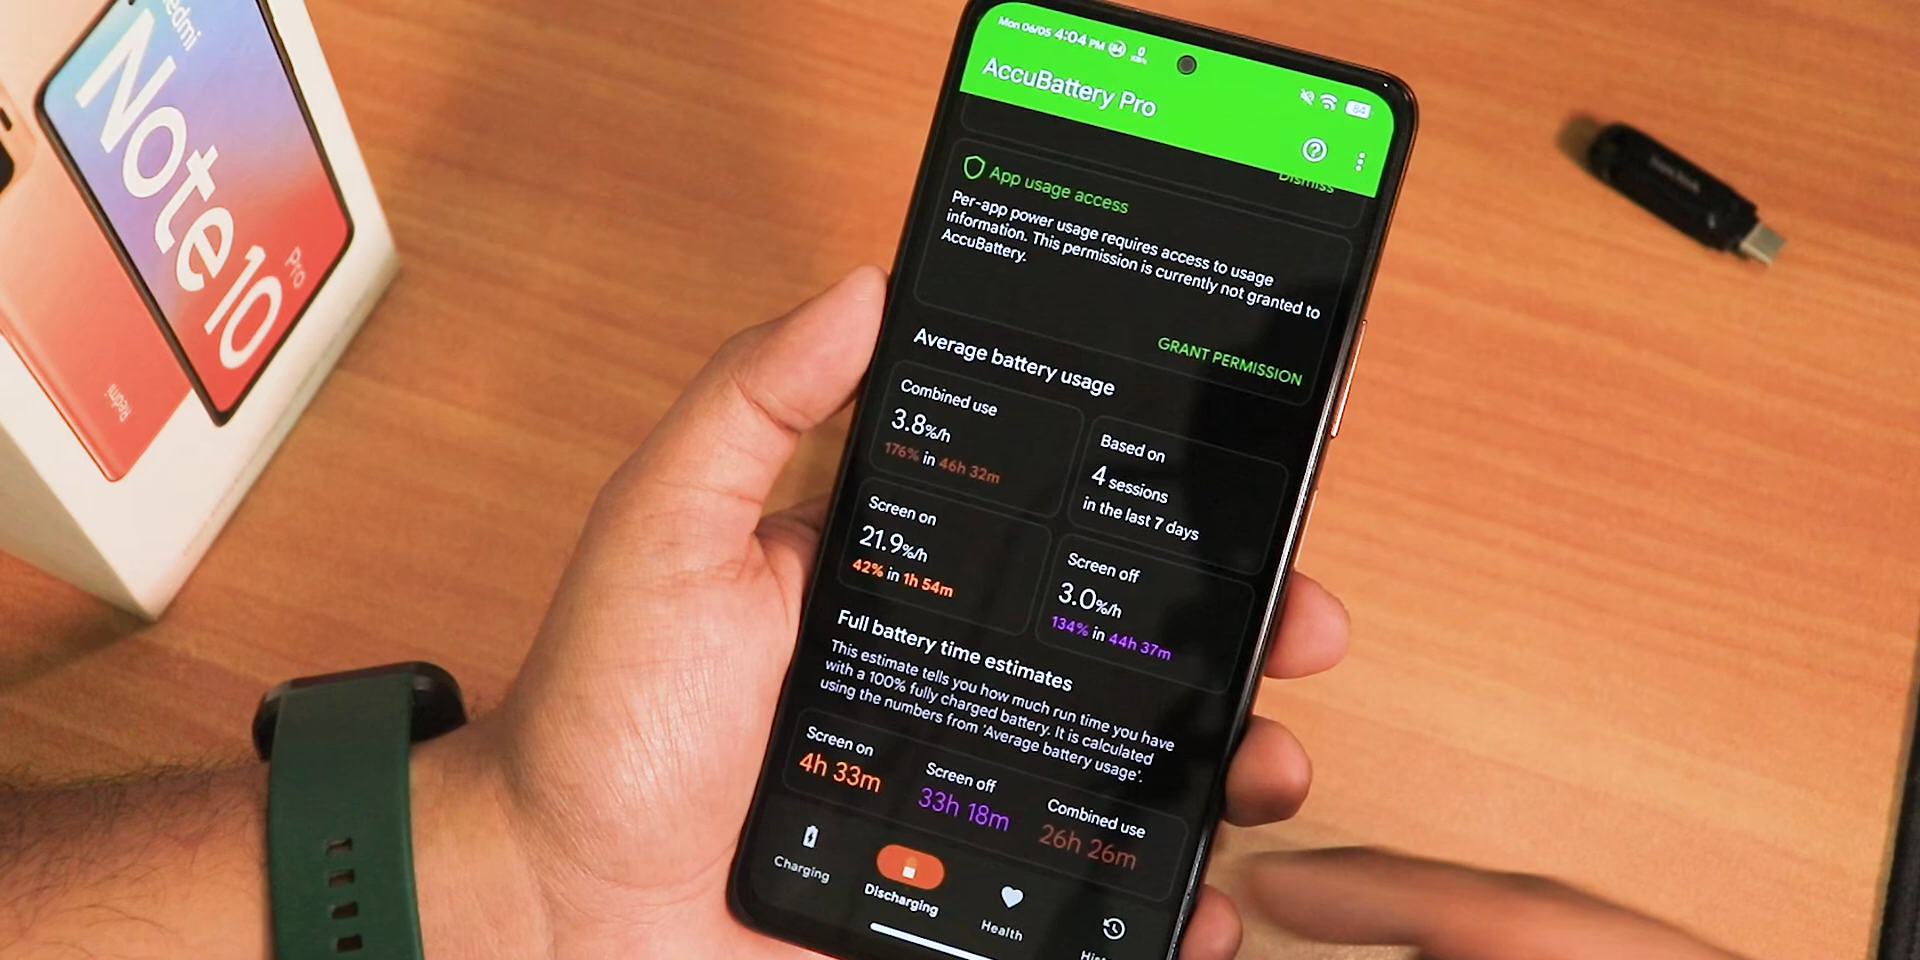 Redmi
Note 10
Pro
Redmi
Mon 06/05 4:04 PM 84 0 KB/s
84
AccuBattery Pro
Dismiss
App usage access
Per-app power usage requires access to usage
information. This permission is currently not granted to
AccuBattery.
GRANT PERMISSION
Average battery usage
Combined use
3.8%/h
176% in 46h 32m
Based on
4 sessions
in the last 7 days
Screen on
21.9%/h
42% in 1h 54m
Screen off
3.0%/h
134% in 44h 37m
Full battery time estimates
This estimate tells you how much run time you have
with a 100% fully charged battery. It is calculated
using the numbers from 'Average battery usage'.
Screen on
4h 33m
Screen off
33h 18m
Combined use
26h 26m
Charging
Discharging
Health